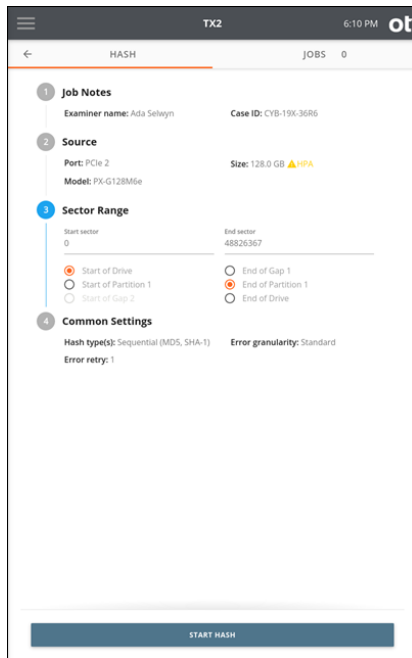 TX2
6:10 PM
ot
HASH
JOBS 0
1 Job Notes
Examiner name: Ada Selwyn Case ID: CYB-19X-36R6
2 Source
Port: PCIe 2 Size: 128.0 GB HPA
Model: PX-G128M6e
3 Sector Range
Start sector End sector
0 48826367
Start of Drive End of Gap 1
Start of Partition 1 End of Partition 1
Start of Gap 2 End of Drive
4 Common Settings
Hash type(s): Sequential (MD5, SHA-1) Error granularity: Standard
Error retry: 1
START HASH